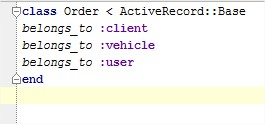 class Order < ActiveRecord::Base
belongs_to :client
belongs_to :vehicle
belongs_to :user
end